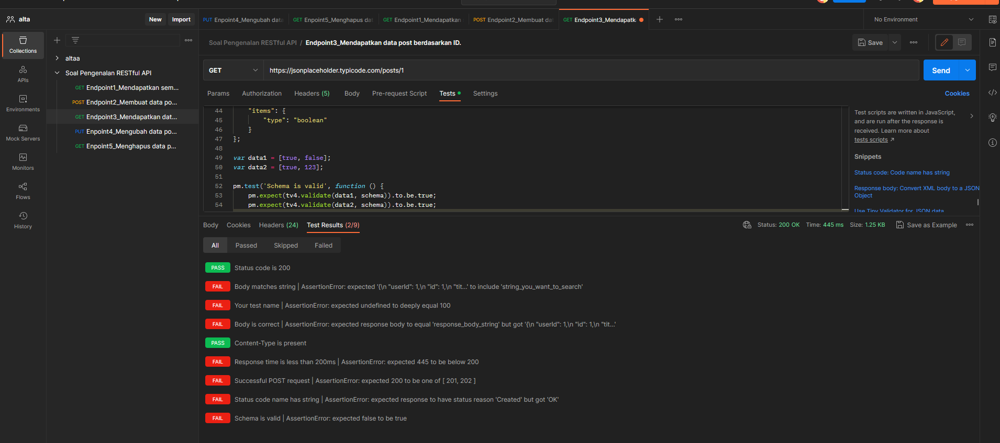 alta
New
Import
PUT Enpoint4_Mengubah data
GET Enpoint5_Menghapus dat
GET Endpoint1_Mendapatkan
POST Endpoint2_Membuat dat
GET Endpoint3_Mendapatka
No Environment
Collections
APIs
Environments
Mock Servers
Monitors
Flows
History
altaa
Soal Pengenalan RESTful API
GET Endpoint1_Mendapatkan sem...
POST Endpoint2_Membuat data po...
GET Endpoint3_Mendapatkan dat...
PUT Enpoint4_Mengubah data po...
GET Enpoint5_Menghapus data p...
Soal Pengenalan RESTful API / Endpoint3_Mendapatkan data post berdasarkan ID.
Save
GET
https://jsonplaceholder.typicode.com/posts/1
Send
Params Authorization Headers (5) Body Pre-request Script Tests Settings
Cookies
44 "items": {
45 "type": "boolean"
46 }
47 };
48
49 var data1 = [true, false];
50 var data2 = [true, 123];
51
52 pm.test('Schema is valid', function () {
53 pm.expect(tv4.validate(data1, schema)).to.be.true;
54 pm.expect(tv4.validate(data2, schema)).to.be.true;
Test scripts are written in JavaScript,
and are run after the response is
received. Learn more about
tests scripts ↗
Snippets
Status code: Code name has string
Response body: Convert XML body to a JSON
Object
Use Tiny Validator for JSON data
Body Cookies Headers (24) Test Results (2/9)
Status: 200 OK Time: 445 ms Size: 1.25 KB Save as Example
All Passed Skipped Failed
PASS Status code is 200
FAIL Body matches string | AssertionError: expected '{\n "userId": 1,\n "id": 1,\n "tit...' to include 'string_you_want_to_search'
FAIL Your test name | AssertionError: expected undefined to deeply equal 100
FAIL Body is correct | AssertionError: expected response body to equal 'response_body_string' but got '{\n "userId": 1,\n "id": 1,\n "tit...'
PASS Content-Type is present
FAIL Response time is less than 200ms | AssertionError: expected 445 to be below 200
FAIL Successful POST request | AssertionError: expected 200 to be one of [ 201, 202 ]
FAIL Status code name has string | AssertionError: expected response to have status reason 'Created' but got 'OK'
FAIL Schema is valid | AssertionError: expected false to be true